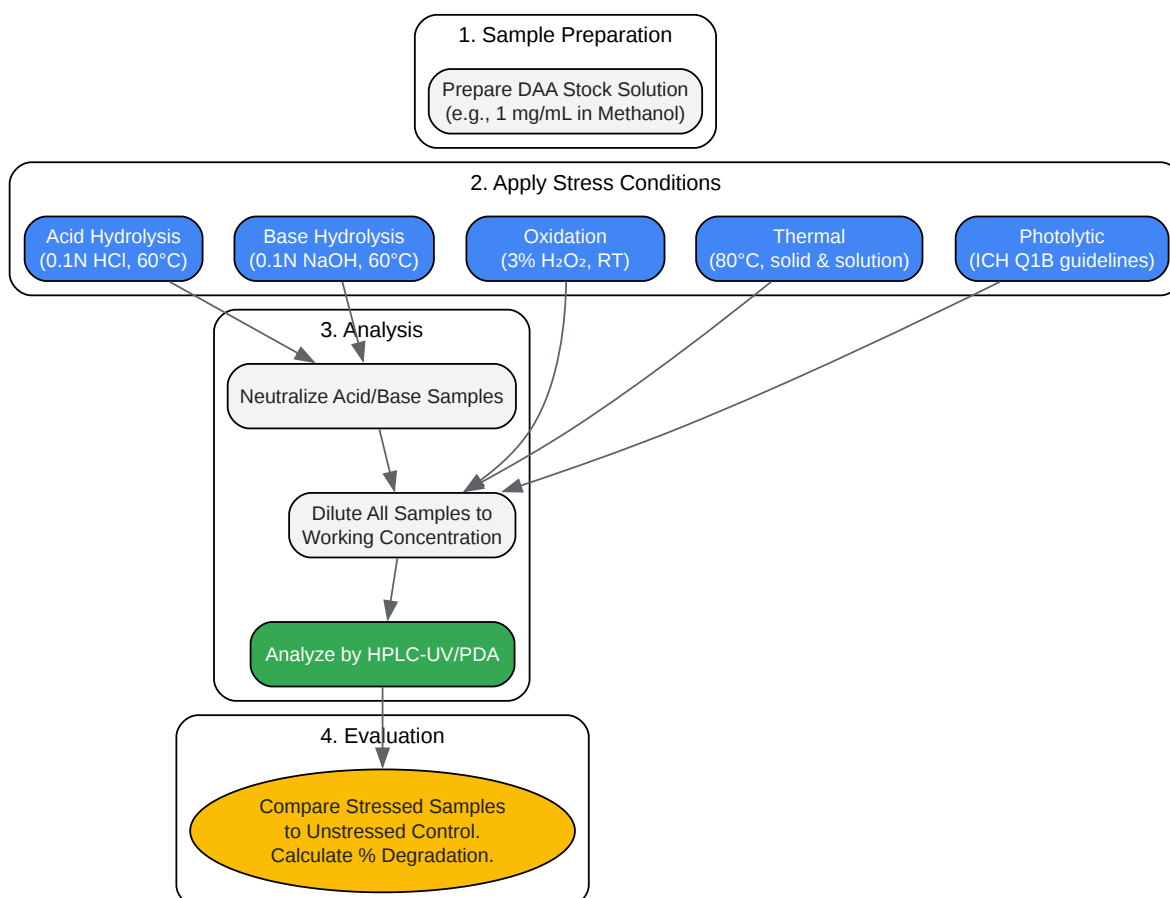 1. Sample Preparation
Prepare DAA Stock Solution
(e.g., 1 mg/mL in Methanol)
2. Apply Stress Conditions
Acid Hydrolysis
(0.1N HCl, 60°C)
Base Hydrolysis
(0.1N NaOH, 60°C)
Oxidation
(3% H₂O₂, RT)
Thermal
(80°C, solid & solution)
Photolytic
(ICH Q1B guidelines)
3. Analysis
Neutralize Acid/Base Samples
Dilute All Samples to
Working Concentration
Analyze by HPLC-UV/PDA
4. Evaluation
Compare Stressed Samples
to Unstressed Control.
Calculate % Degradation.